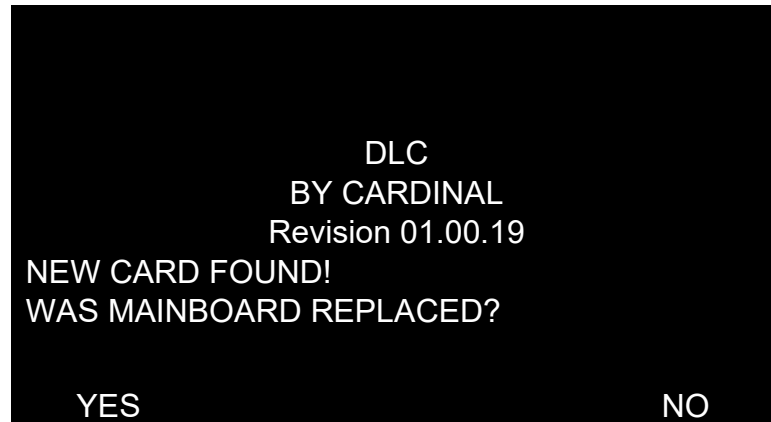 DLC
BY CARDINAL
Revision 01.00.19
NEW CARD FOUND!
WAS MAINBOARD REPLACED?
YES NO